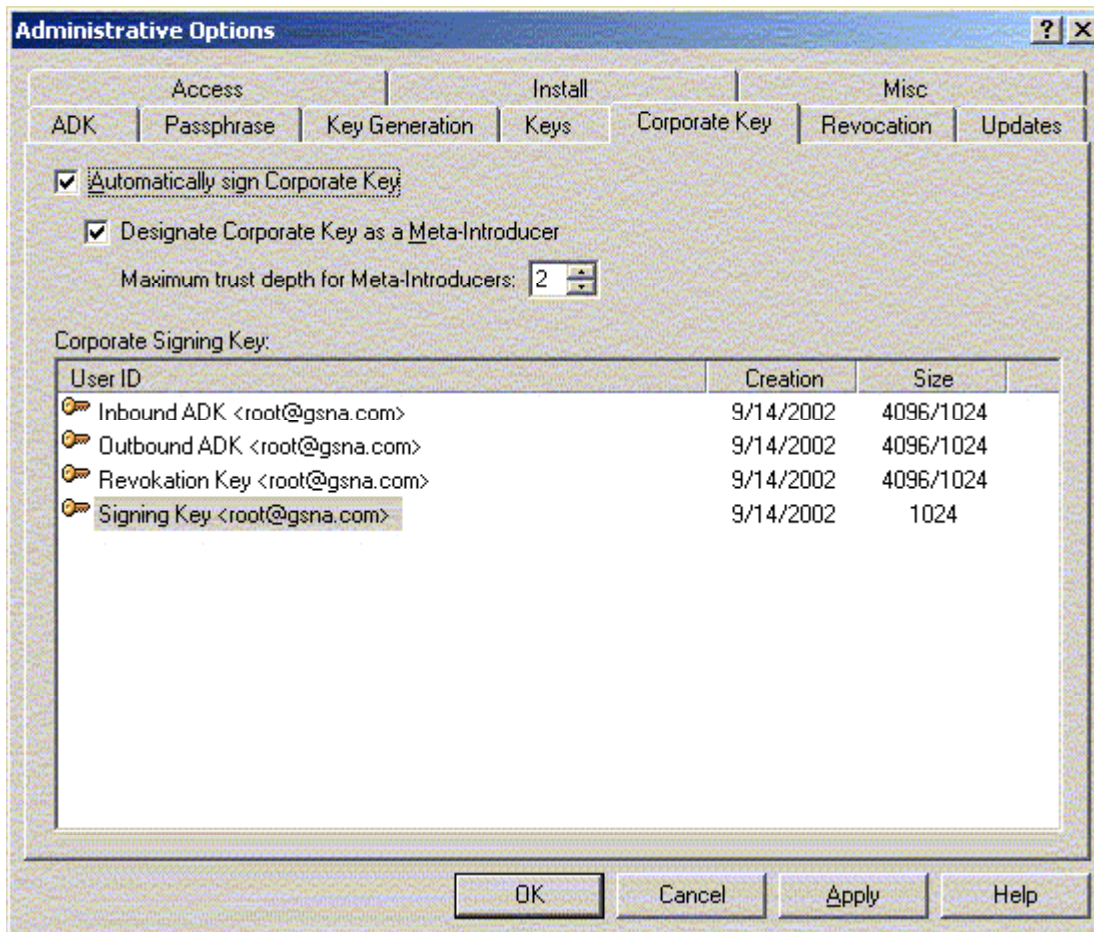 Administrative Options
Access Install Misc
ADK Passphrase Key Generation Keys Corporate Key Revocation Updates
Automatically sign Corporate Key
Designate Corporate Key as a Meta-Introducer
Maximum trust depth for Meta-Introducers: 2
Corporate Signing Key:
User ID Creation Size
Inbound ADK <root@gsna.com> 9/14/2002 4096/1024
Outbound ADK <root@gsna.com> 9/14/2002 4096/1024
Revokation Key <root@gsna.com> 9/14/2002 4096/1024
Signing Key <root@gsna.com> 9/14/2002 1024
OK Cancel Apply Help